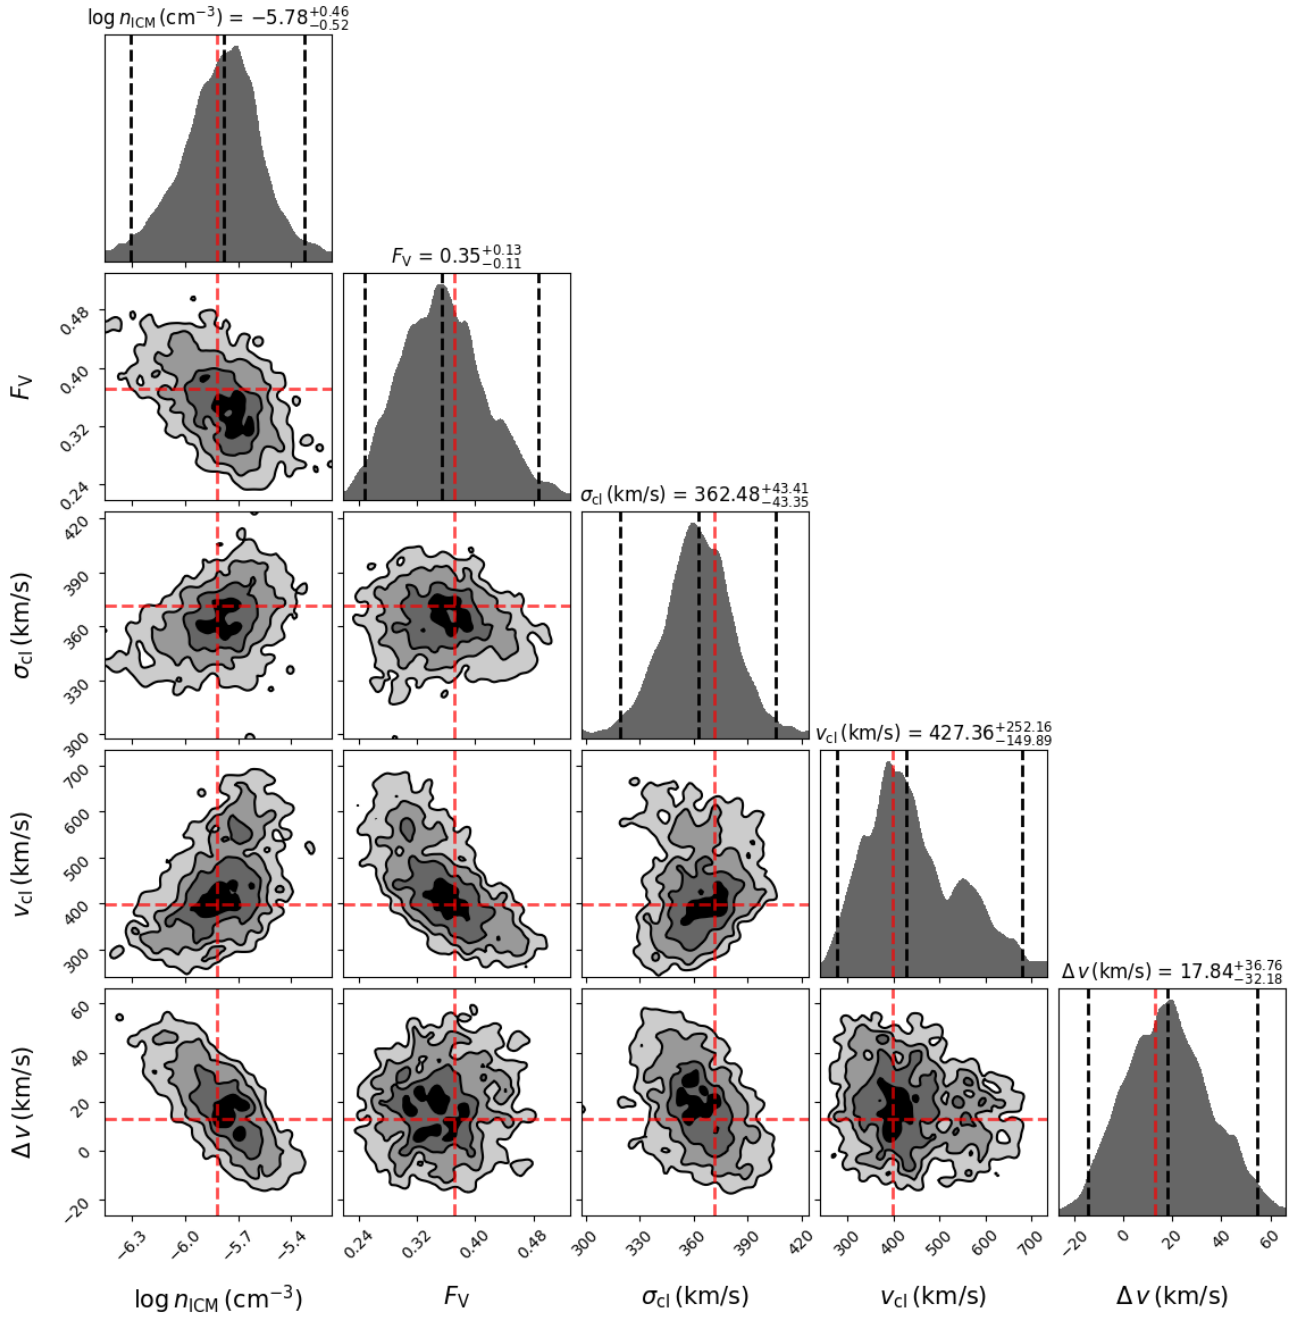 log n_ICM (cm⁻³) = −5.78 +0.46 −0.52
F_V = 0.35 +0.13 −0.11
0.48
0.40
0.32
0.24
F_V
σ_cl (km/s) = 362.48 +43.41 −43.35
420
390
360
330
300
σ_cl (km/s)
v_cl (km/s) = 427.36 +252.16 −149.89
700
600
500
400
300
v_cl (km/s)
Δ v (km/s) = 17.84 +36.76 −32.18
60
40
20
0
−20
Δ v (km/s)
−6.3 −6.0 −5.7 −5.4 0.24 0.32 0.40 0.48 300 330 360 390 420 300 400 500 600 700 −20 0 20 40 60
log n_ICM (cm⁻³) F_V σ_cl (km/s) v_cl (km/s) Δ v (km/s)